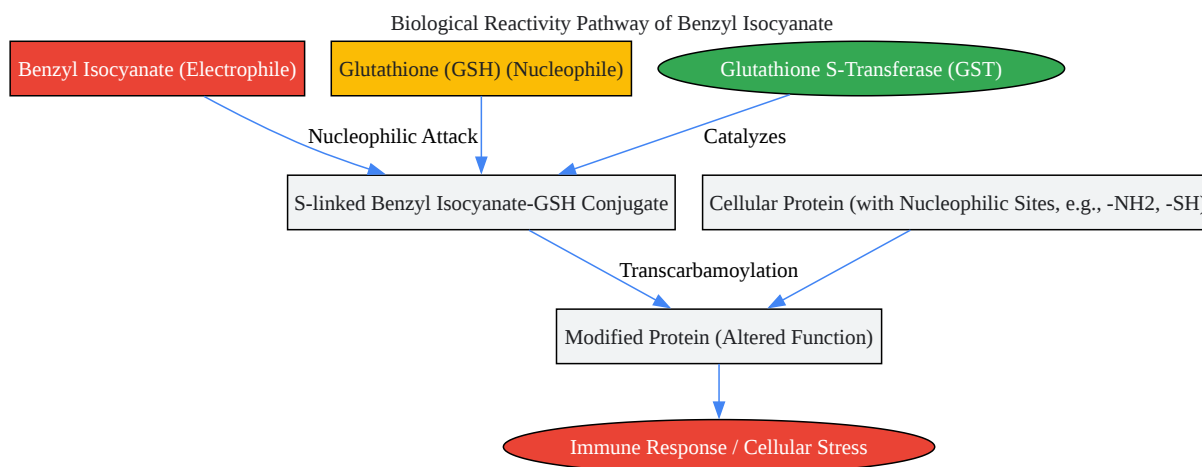 Biological Reactivity Pathway of Benzyl Isocyanate
Benzyl Isocyanate (Electrophile)
Glutathione (GSH) (Nucleophile)
Glutathione S-Transferase (GST)
Nucleophilic Attack
Catalyzes
S-linked Benzyl Isocyanate-GSH Conjugate
Cellular Protein (with Nucleophilic Sites, e.g., -NH2, -SH)
Transcarbamoylation
Modified Protein (Altered Function)
Immune Response / Cellular Stress